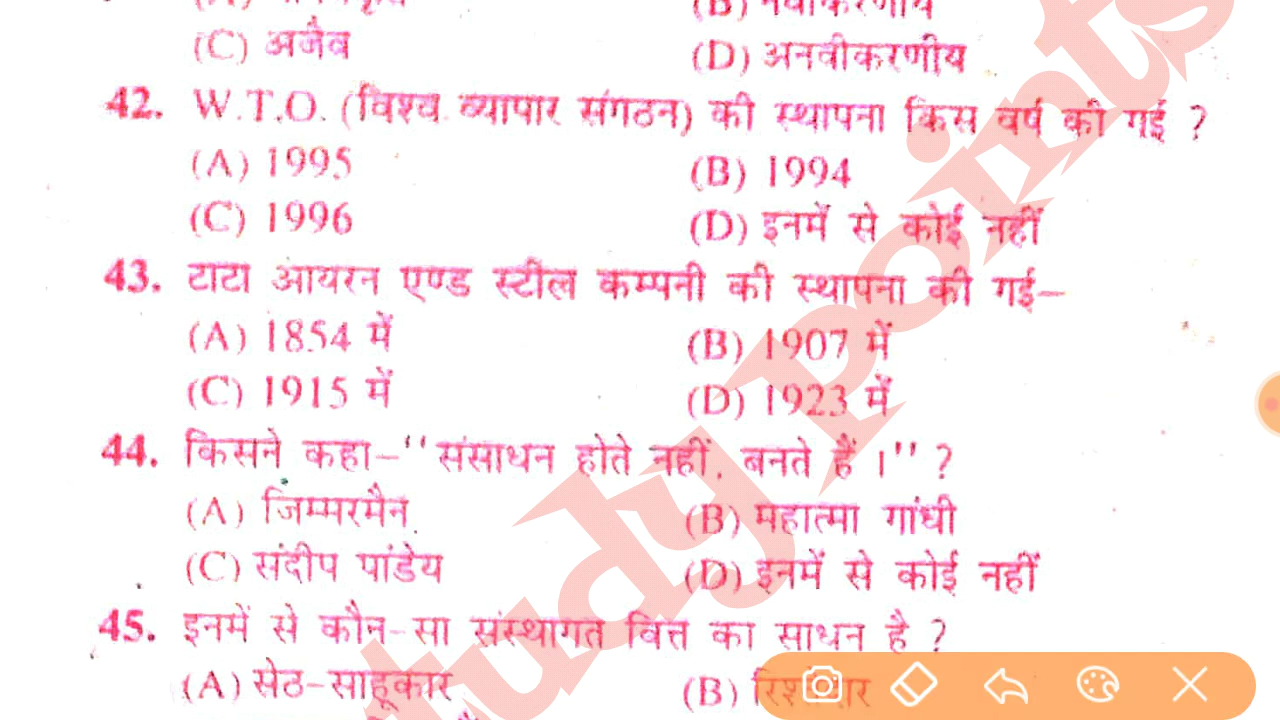 (C) अजैव (D) अनवीकरणीय
42. W.T.O. (विश्व व्यापार संगठन) की स्थापना किस वर्ष की गई ?
(A) 1995 (B) 1994
(C) 1996 (D) इनमें से कोई नहीं
43. टाटा आयरन एण्ड स्टील कम्पनी की स्थापना की गई–
(A) 1854 में (B) 1907 में
(C) 1915 में (D) 1923 में
44. किसने कहा–''संसाधन होते नहीं, बनते हैं ।'' ?
(A) जिम्मरमैन (B) महात्मा गांधी
(C) संदीप पांडेय (D) इनमें से कोई नहीं
45. इनमें से कौन-सा संस्थागत वित्त का साधन है ?
(A) सेठ-साहूकार (B)
study points